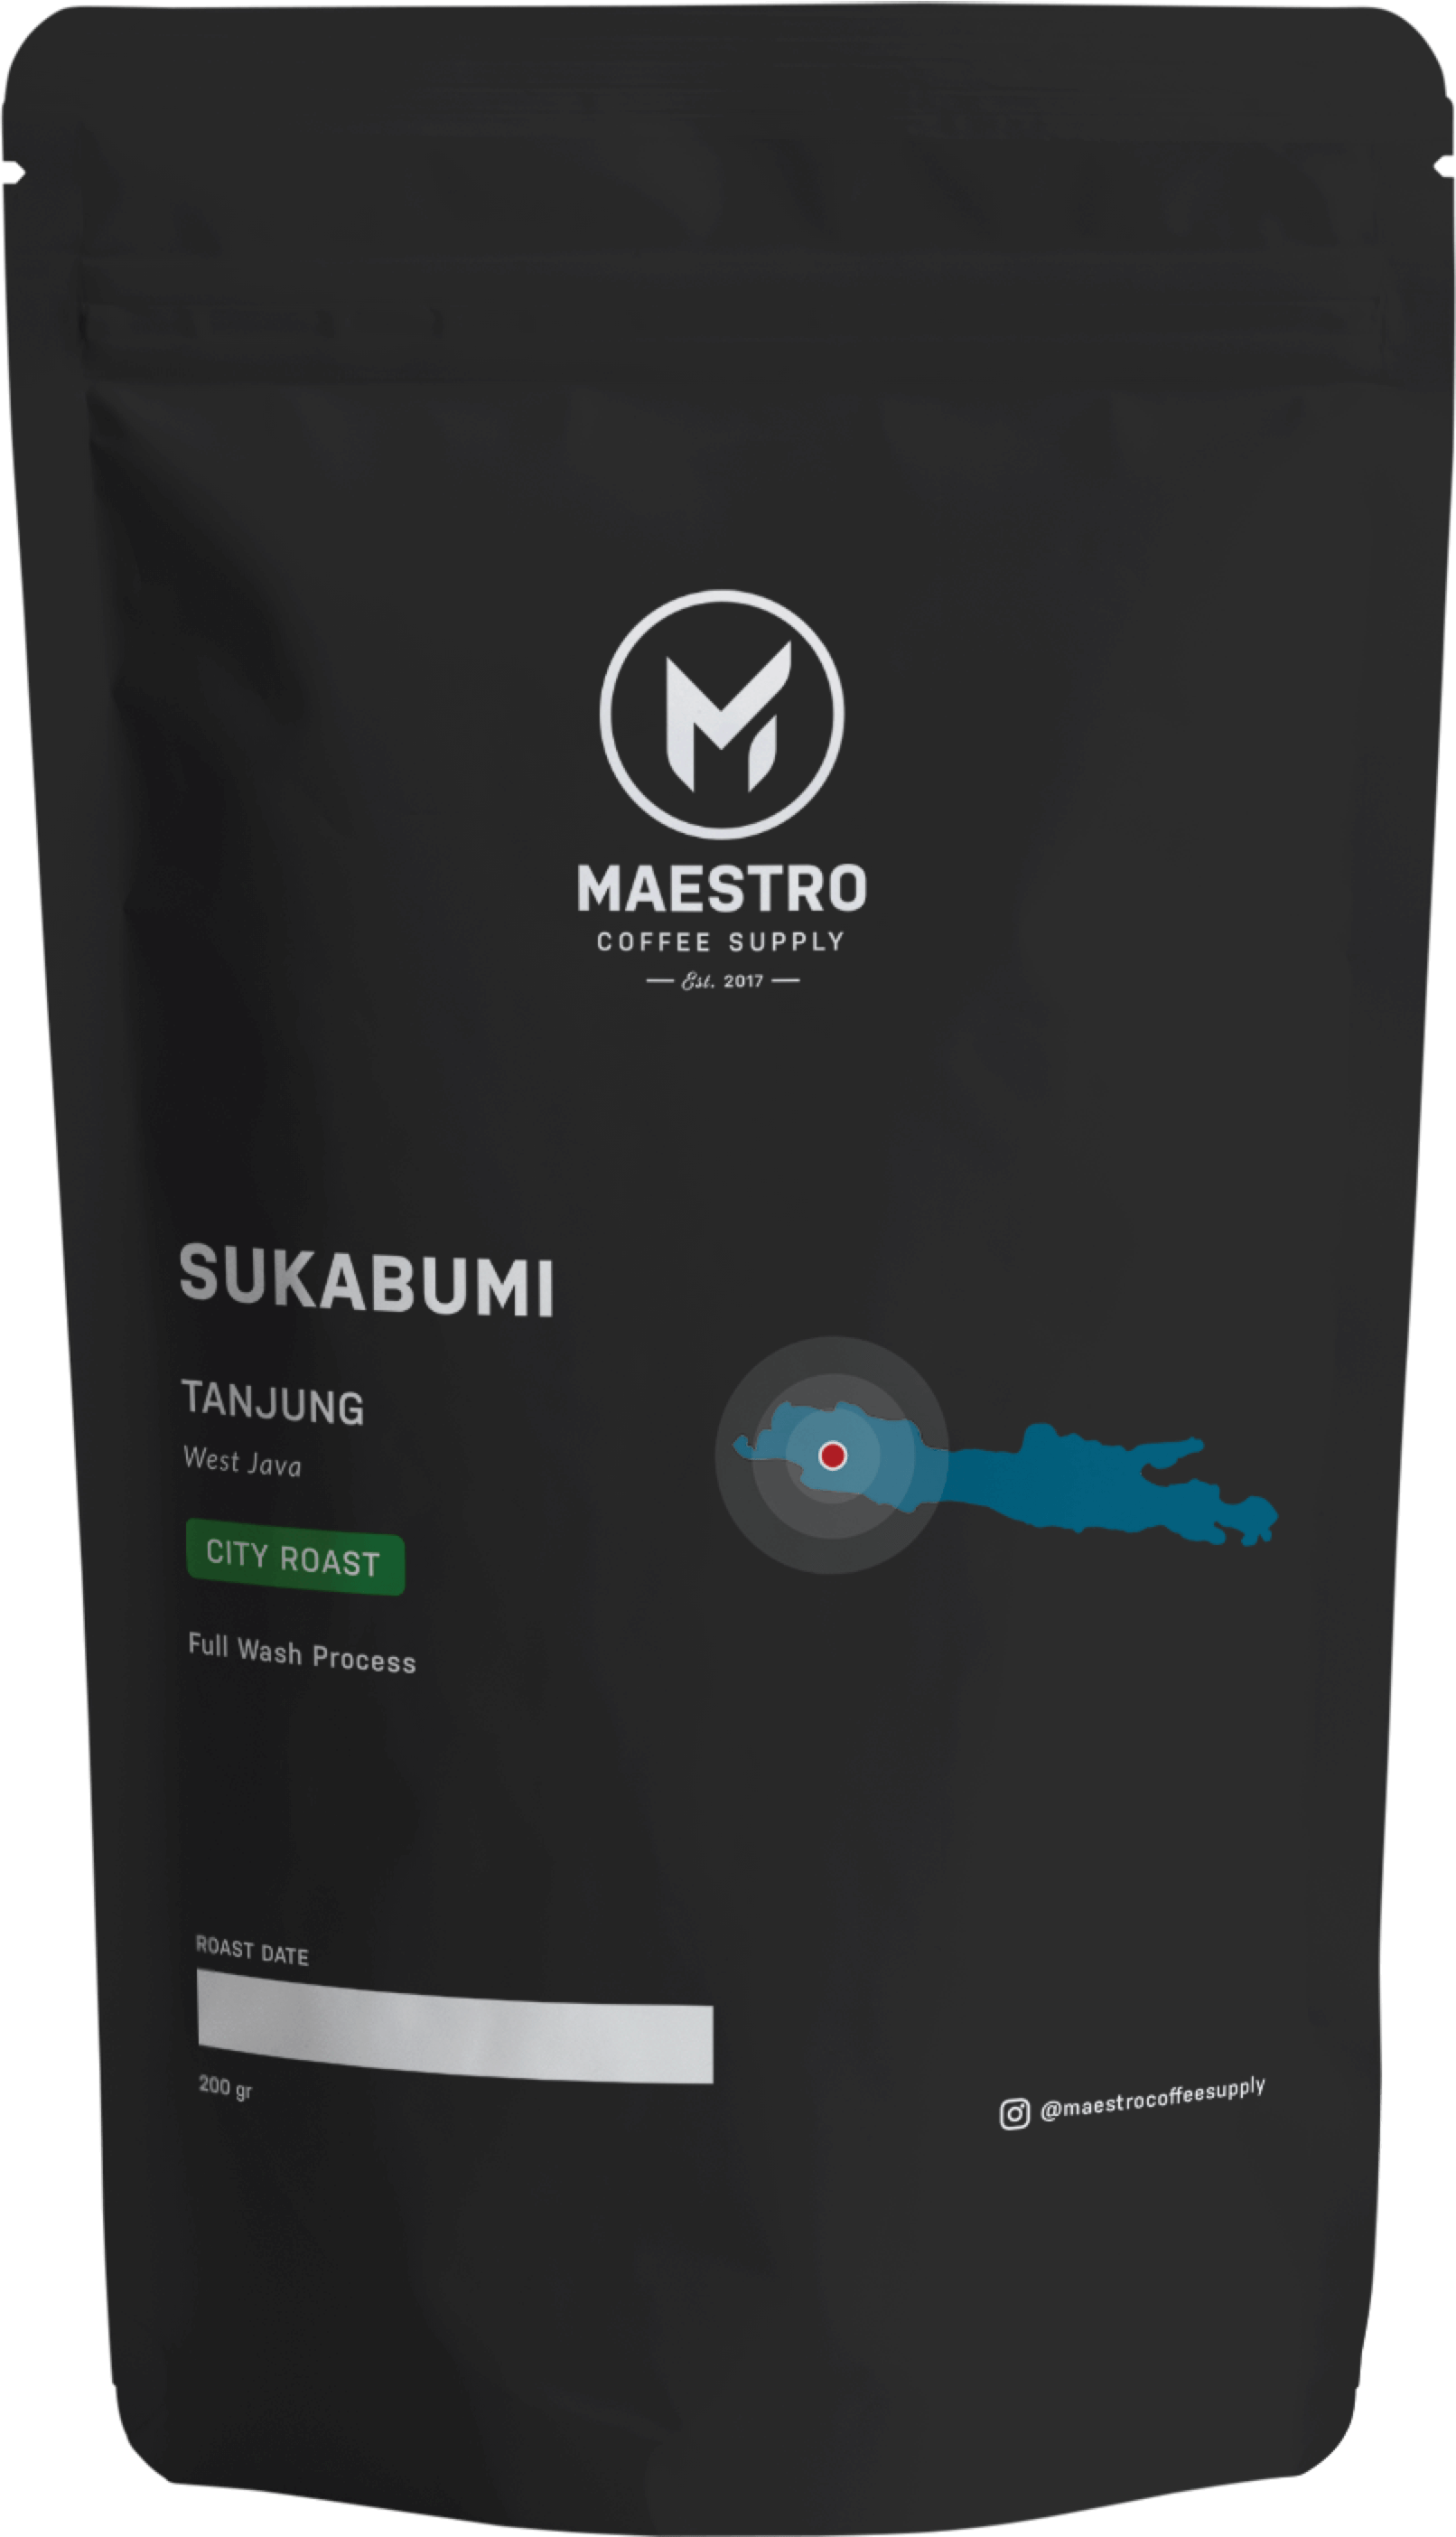 MAESTRO
COFFEE SUPPLY
Est. 2017
SUKABUMI
TANJUNG
West Java
CITY ROAST
Full Wash Process
ROAST DATE
200 gr
@maestrocoffeesupply